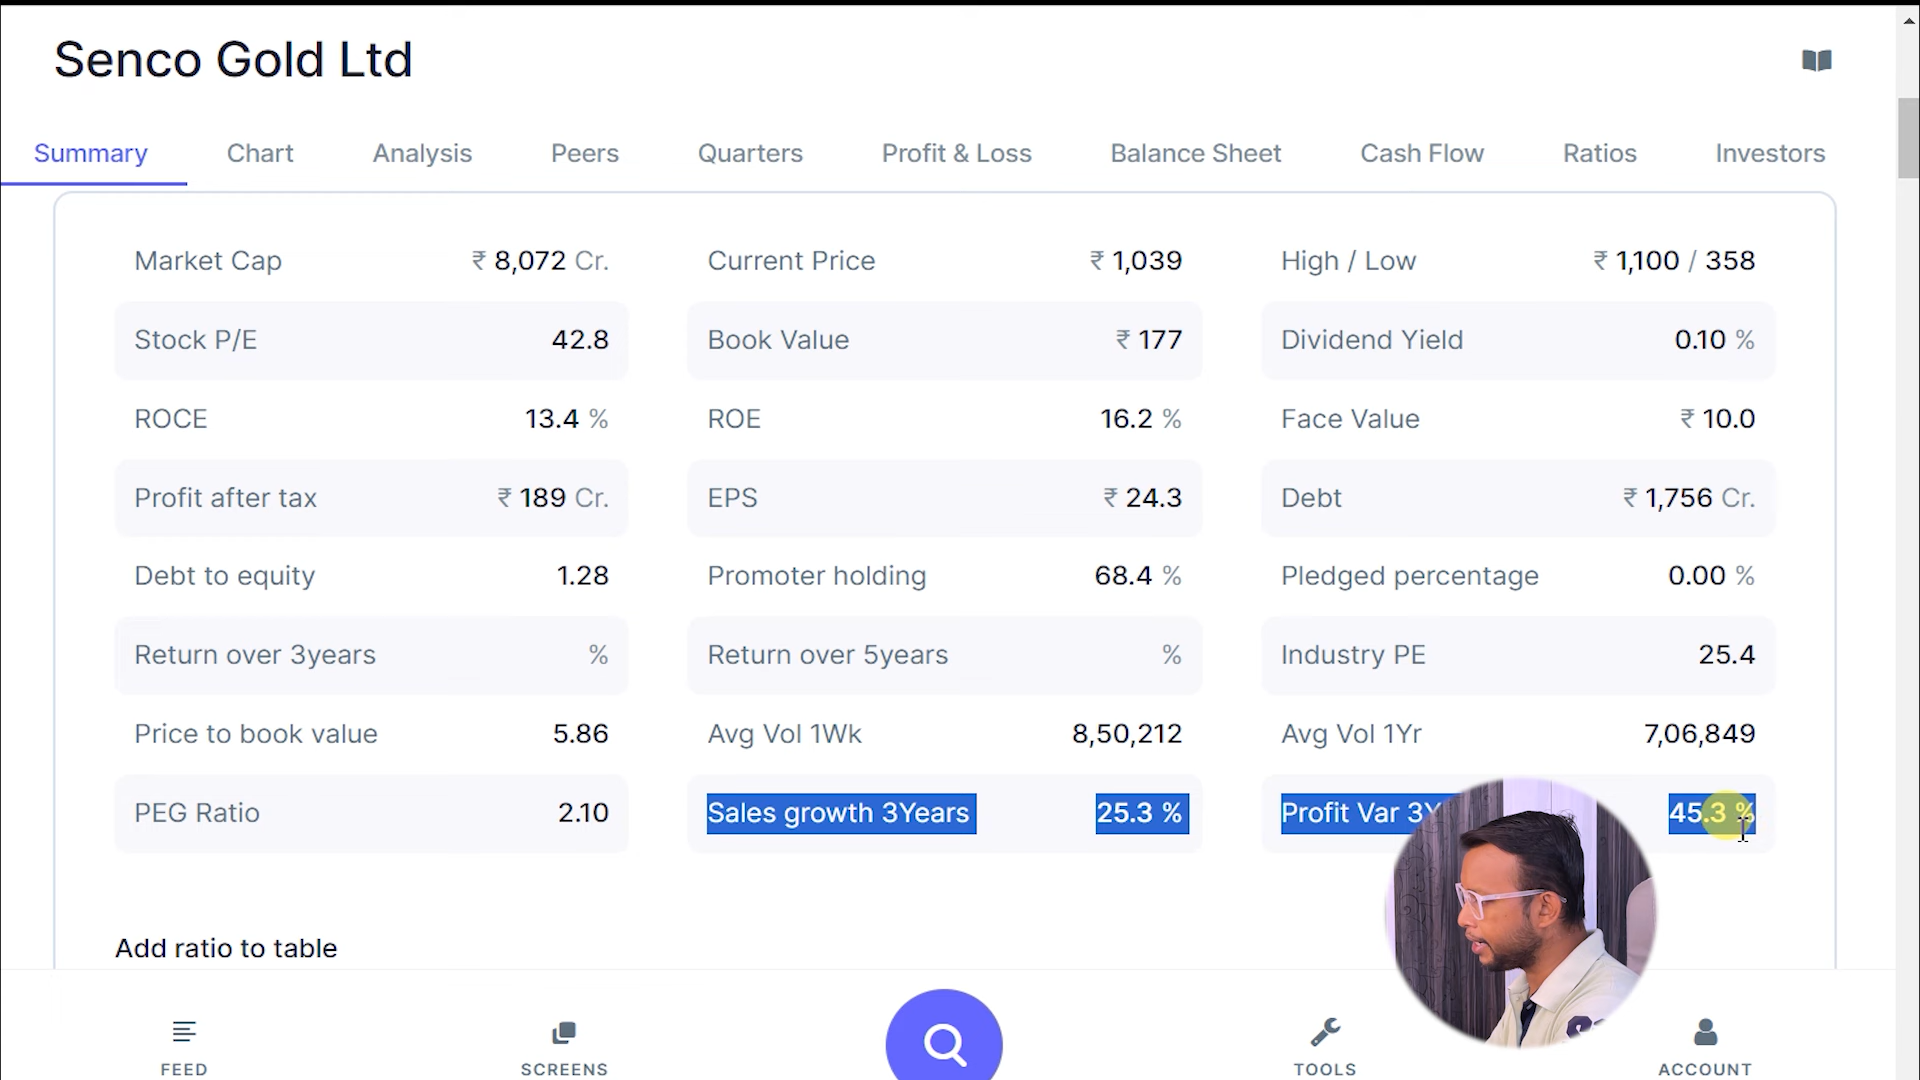 Senco Gold Ltd
Summary Chart Analysis Peers Quarters Profit & Loss Balance Sheet Cash Flow Ratios Investors
Market Cap ₹ 8,072 Cr. Current Price ₹ 1,039 High / Low ₹ 1,100 / 358
Stock P/E 42.8 Book Value ₹ 177 Dividend Yield 0.10 %
ROCE 13.4 % ROE 16.2 % Face Value ₹ 10.0
Profit after tax ₹ 189 Cr. EPS ₹ 24.3 Debt ₹ 1,756 Cr.
Debt to equity 1.28 Promoter holding 68.4 % Pledged percentage 0.00 %
Return over 3years % Return over 5years % Industry PE 25.4
Price to book value 5.86 Avg Vol 1Wk 8,50,212 Avg Vol 1Yr 7,06,849
PEG Ratio 2.10 Sales growth 3Years 25.3 % Profit Var 45.3 %
Add ratio to table
FEED SCREENS TOOLS ACCOUNT